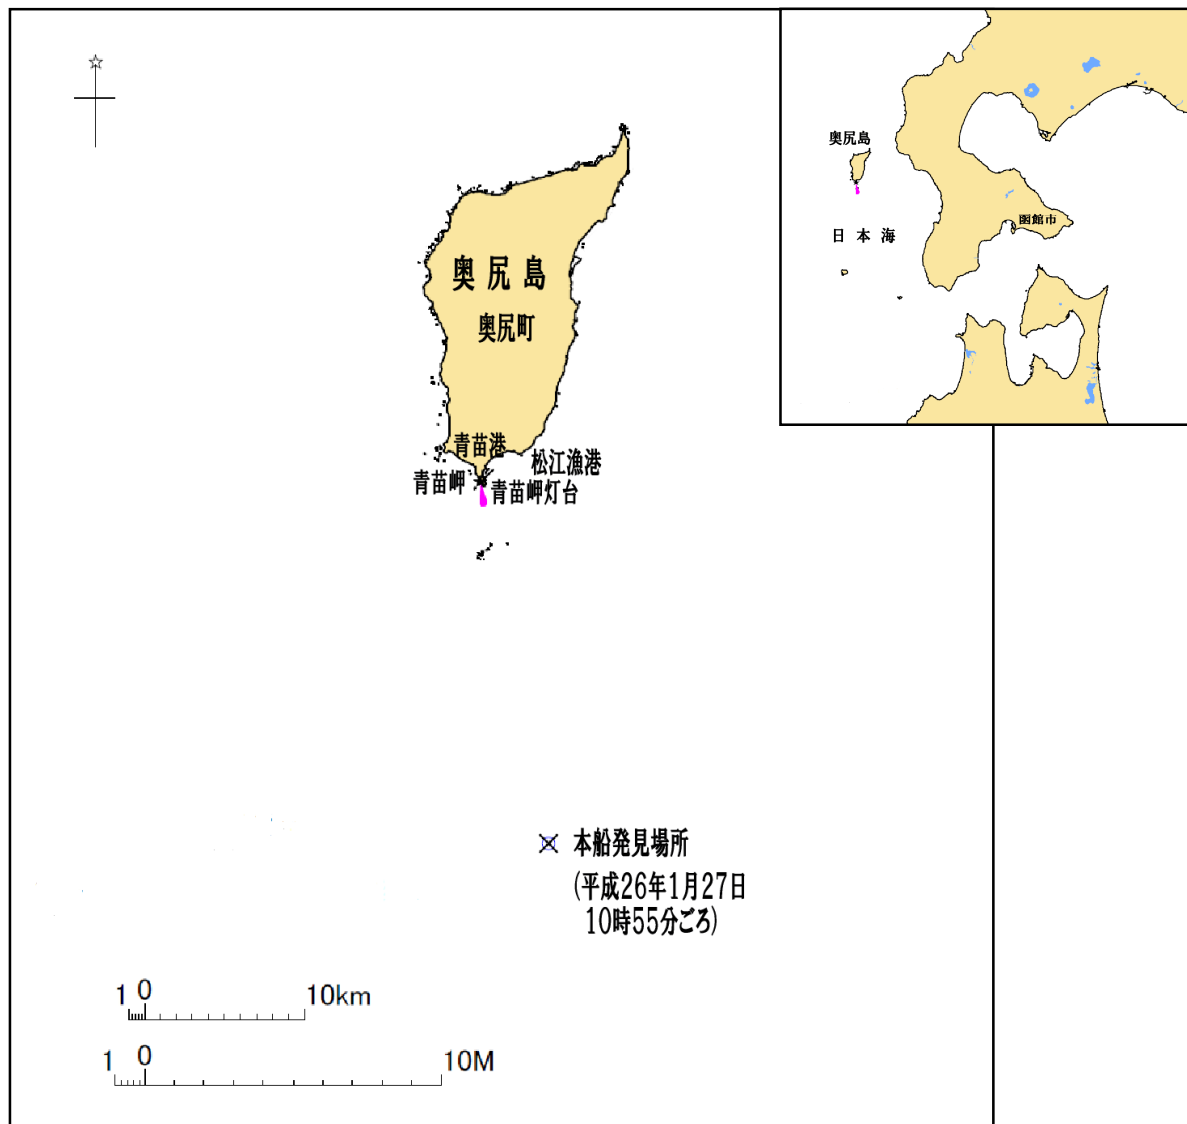 奥尻島
日本海
函館市
奥尻島
奥尻町
青苗港
松江漁港
青苗岬
青苗岬灯台
本船発見場所
(平成26年1月27日
10時55分ごろ)
1 0 10km
1 0 10M